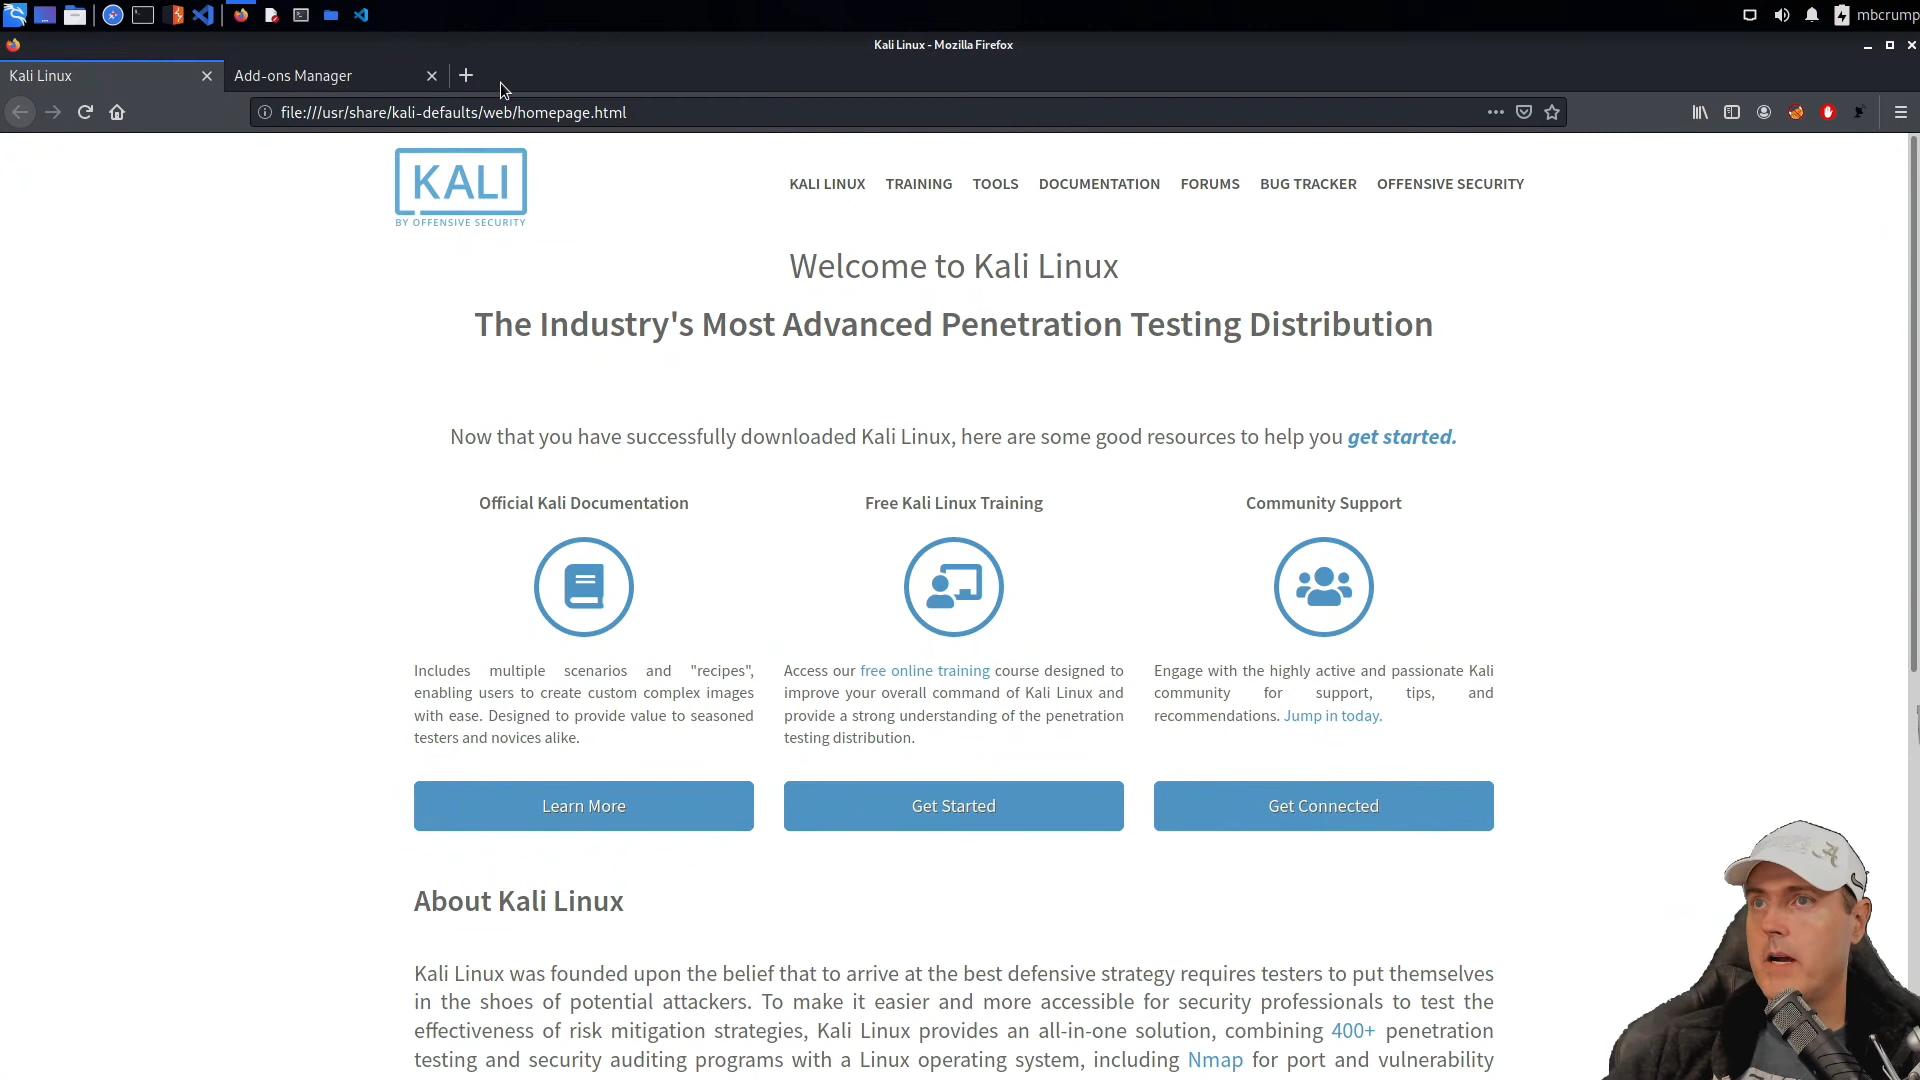 mbcrump
Kali Linux - Mozilla Firefox
Kali Linux
Add-ons Manager
file:///usr/share/kali-defaults/web/homepage.html
KALI
BY OFFENSIVE SECURITY
KALI LINUX TRAINING TOOLS DOCUMENTATION FORUMS BUG TRACKER OFFENSIVE SECURITY
Welcome to Kali Linux
The Industry's Most Advanced Penetration Testing Distribution
Now that you have successfully downloaded Kali Linux, here are some good resources to help you get started.
Official Kali Documentation
Includes multiple scenarios and "recipes",
enabling users to create custom complex images
with ease. Designed to provide value to seasoned
testers and novices alike.
Learn More
Free Kali Linux Training
Access our free online training course designed to
improve your overall command of Kali Linux and
provide a strong understanding of the penetration
testing distribution.
Get Started
Community Support
Engage with the highly active and passionate Kali
community for support, tips, and
recommendations. Jump in today.
Get Connected
About Kali Linux
Kali Linux was founded upon the belief that to arrive at the best defensive strategy requires testers to put themselves
in the shoes of potential attackers. To make it easier and more accessible for security professionals to test the
effectiveness of risk mitigation strategies, Kali Linux provides an all-in-one solution, combining 400+ penetration
testing and security auditing programs with a Linux operating system, including Nmap for port and vulnerability